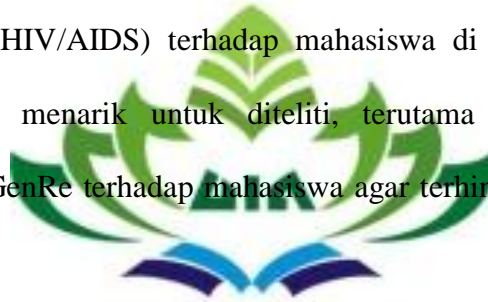 HIV/AIDS) terhadap mahasiswa di
menarik untuk diteliti, terutama
GenRe terhadap mahasiswa agar terhin